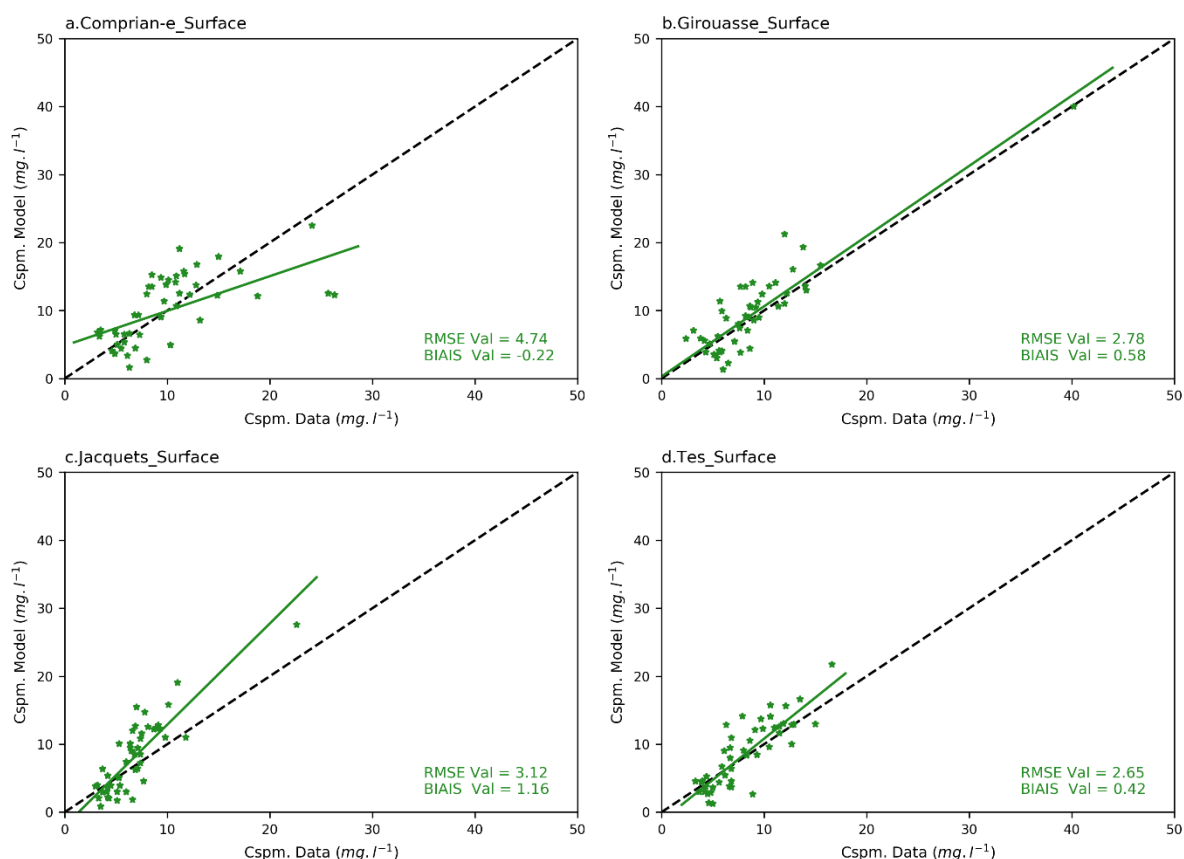 a.Comprian-e_Surface
50
40
30
20
10
0
Cspm. Model (mg.l⁻¹)
RMSE Val = 4.74
BIAIS  Val = -0.22
0 10 20 30 40 50
Cspm. Data (mg.l⁻¹)
b.Girouasse_Surface
50
40
30
20
10
0
Cspm. Model (mg.l⁻¹)
RMSE Val = 2.78
BIAIS  Val = 0.58
0 10 20 30 40 50
Cspm. Data (mg.l⁻¹)
c.Jacquets_Surface
50
40
30
20
10
0
Cspm. Model (mg.l⁻¹)
RMSE Val = 3.12
BIAIS  Val = 1.16
0 10 20 30 40 50
Cspm. Data (mg.l⁻¹)
d.Tes_Surface
50
40
30
20
10
0
Cspm. Model (mg.l⁻¹)
RMSE Val = 2.65
BIAIS  Val = 0.42
0 10 20 30 40 50
Cspm. Data (mg.l⁻¹)